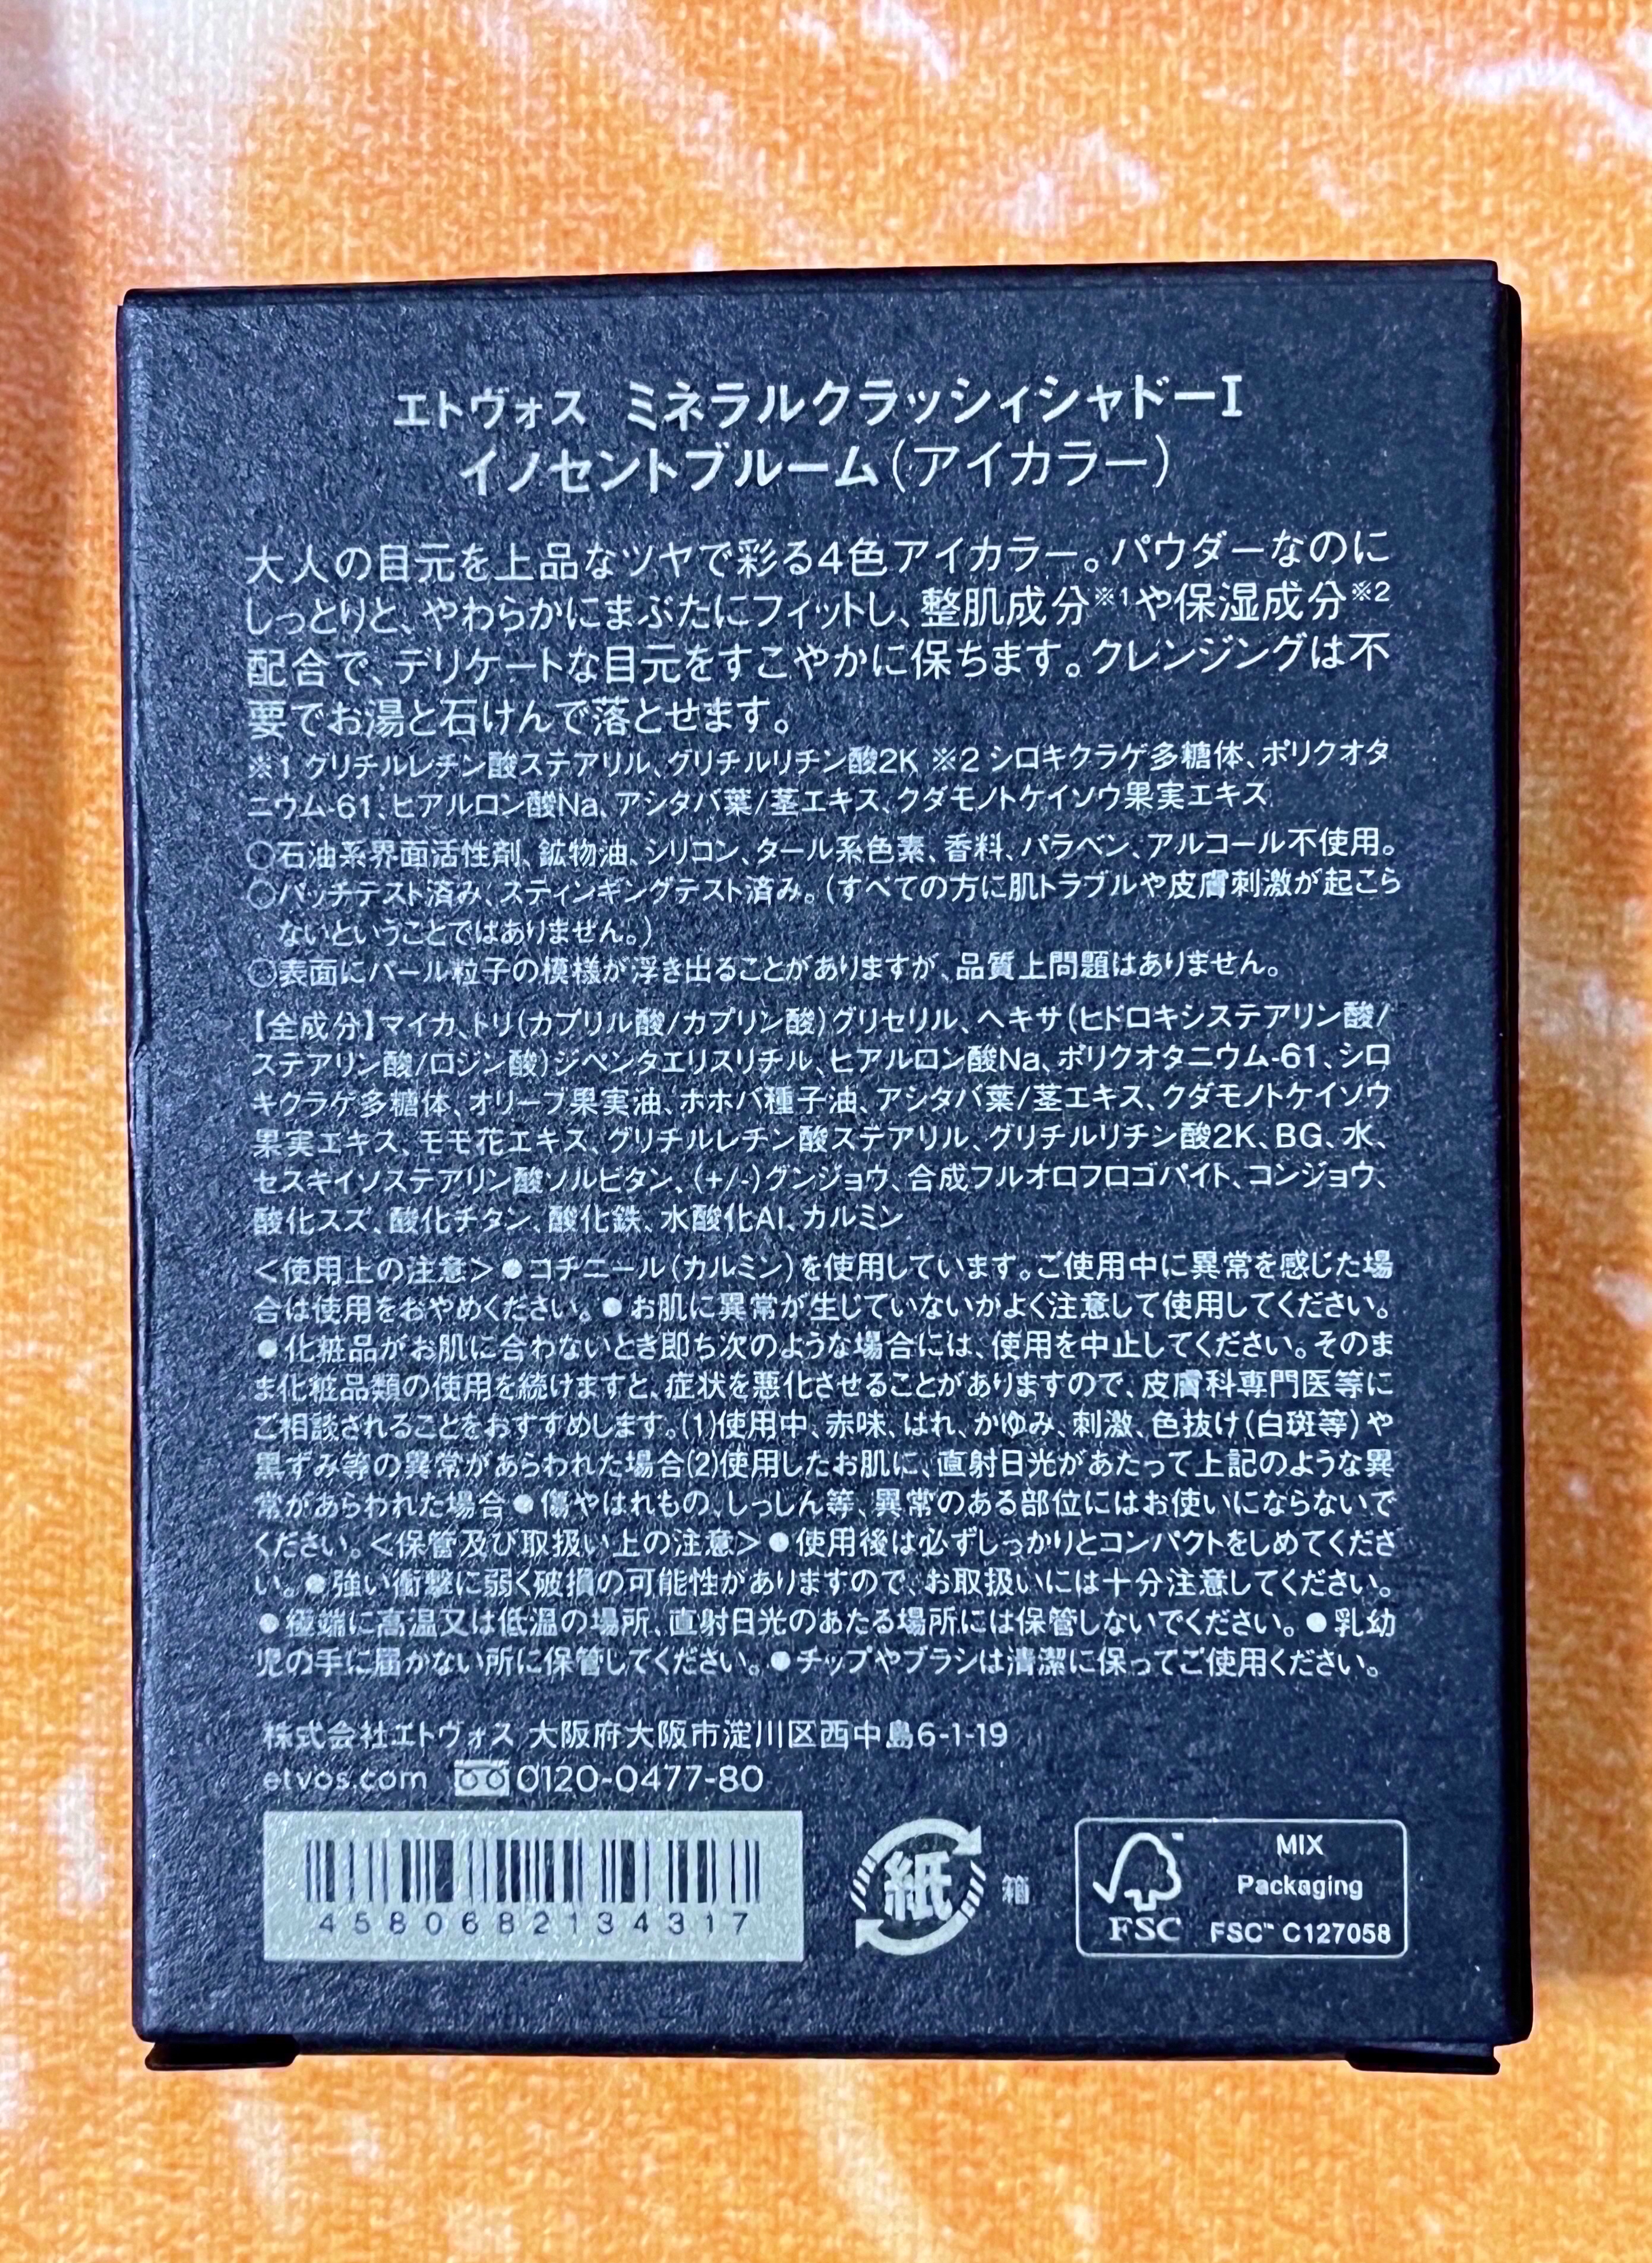 エトヴォス ミネラルクラッシィシャドーI
イノセントブルーム(アイカラー)
大人の目元を上品なツヤで彩る4色アイカラー。パウダーなのに
しっとりと、やわらかにまぶたにフィットし、整肌成分※1や保湿成分※2
配合で、デリケートな目元をすこやかに保ちます。クレンジングは不
要でお湯と石けんで落とせます。
※1 グリチルレチン酸ステアリル、グリチルリチン酸2K ※2 シロキクラゲ多糖体、ポリクオタ
ニウム-61、ヒアルロン酸Na、アシタバ葉/茎エキス、クダモノトケイソウ果実エキス
○石油系界面活性剤、鉱物油、シリコン、タール系色素、香料、パラベン、アルコール不使用。
○パッチテスト済み、スティンギングテスト済み。(すべての方に肌トラブルや皮膚刺激が起こら
ないということではありません。)
○表面にパール粒子の模様が浮き出ることがありますが、品質上問題はありません。
【全成分】マイカ、トリ(カプリル酸/カプリン酸)グリセリル、ヘキサ(ヒドロキシステアリン酸/
ステアリン酸/ロジン酸)ジペンタエリスリチル、ヒアルロン酸Na、ポリクオタニウム-61、シロ
キクラゲ多糖体、オリーブ果実油、ホホバ種子油、アシタバ葉/茎エキス、クダモノトケイソウ
果実エキス、モモ花エキス、グリチルレチン酸ステアリル、グリチルリチン酸2K、BG、水、
セスキイソステアリン酸ソルビタン、(+/-)グンジョウ、合成フルオロフロゴパイト、コンジョウ、
酸化スズ、酸化チタン、酸化鉄、水酸化Al、カルミン
<使用上の注意>●コチニール(カルミン)を使用しています。ご使用中に異常を感じた場
合は使用をおやめください。●お肌に異常が生じていないかよく注意して使用してください。
●化粧品がお肌に合わないとき即ち次のような場合には、使用を中止してください。そのま
ま化粧品類の使用を続けますと、症状を悪化させることがありますので、皮膚科専門医等に
ご相談されることをおすすめします。(1)使用中、赤味、はれ、かゆみ、刺激、色抜け(白斑等)や
黒ずみ等の異常があらわれた場合(2)使用したお肌に、直射日光があたって上記のような異
常があらわれた場合●傷やはれもの、しっしん等、異常のある部位にはお使いにならないで
ください。<保管及び取扱い上の注意>●使用後は必ずしっかりとコンパクトをしめてくださ
い。●強い衝撃に弱く破損の可能性がありますので、お取扱いには十分注意してください。
●極端に高温又は低温の場所、直射日光のあたる場所には保管しないでください。●乳幼
児の手に届かない所に保管してください。●チップやブラシは清潔に保ってご使用ください。
株式会社エトヴォス 大阪府大阪市淀川区西中島6-1-19
etvos.com 0120-0477-80
4580682134317
紙 箱
FSC
MIX
Packaging
FSC™ C127058